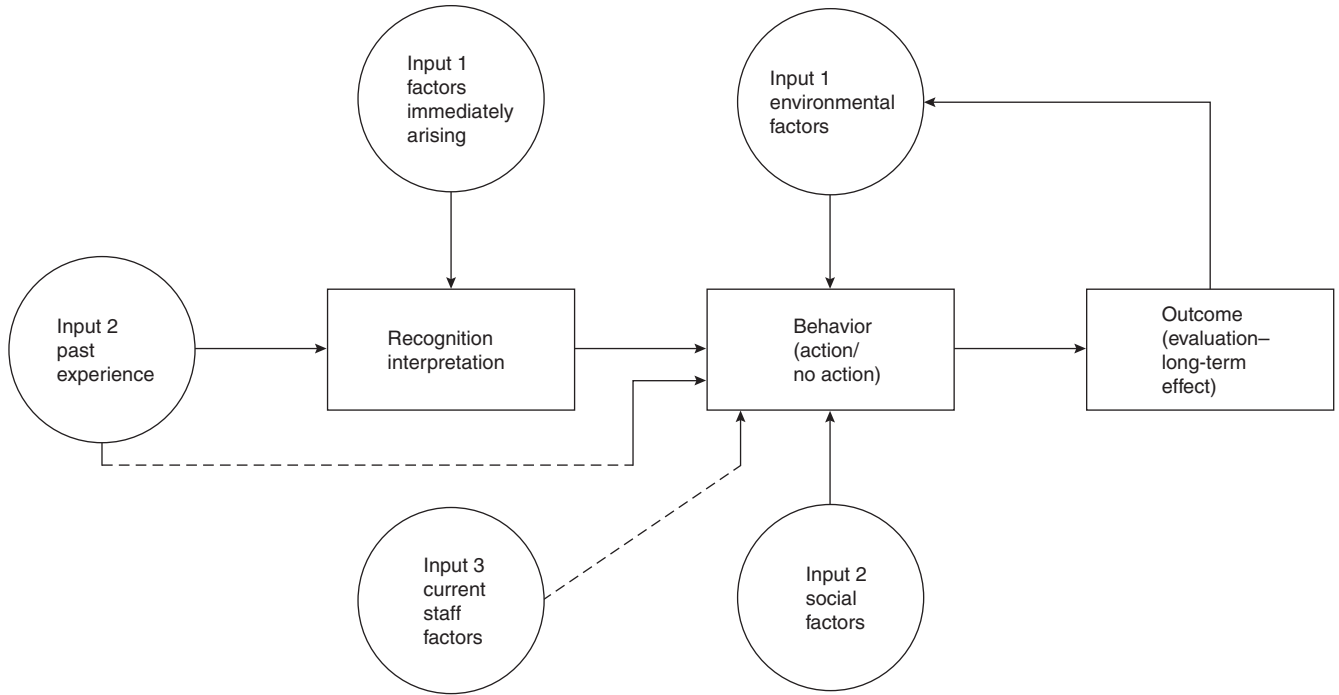 Input 1
factors
immediately
arising
Input 1
environmental
factors
Input 2
past
experience
Recognition
interpretation
Behavior
(action/
no action)
Outcome
(evaluation–
long-term
effect)
Input 3
current
staff
factors
Input 2
social
factors